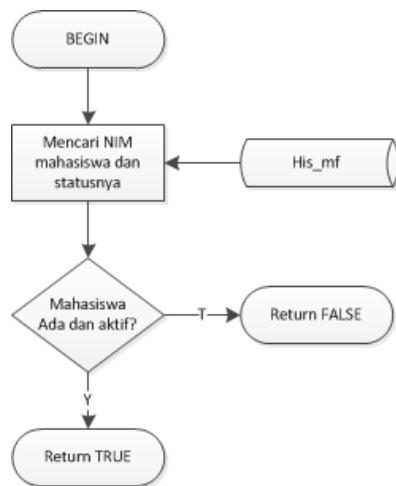 BEGIN
Mencari NIM
mahasiswa dan
statusnya
His_mf
Mahasiswa
Ada dan aktif?
T
Return FALSE
Y
Return TRUE